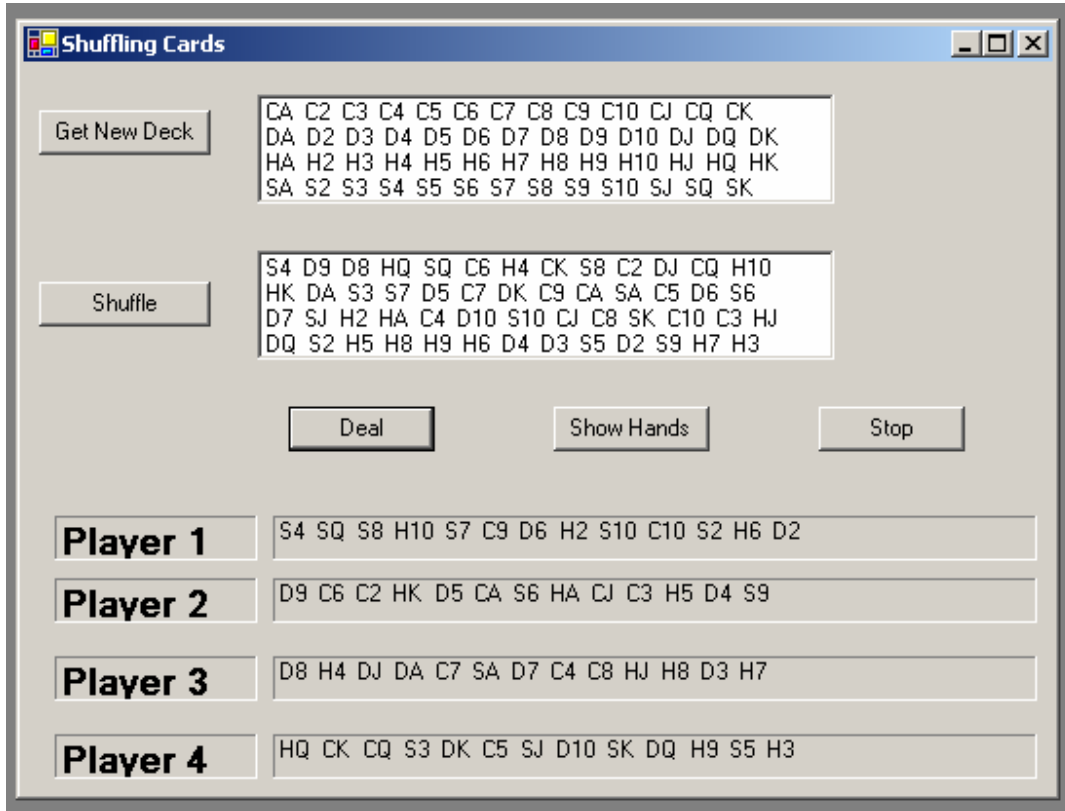 Shuffling Cards
Get New Deck
CA C2 C3 C4 C5 C6 C7 C8 C9 C10 CJ CQ CK
DA D2 D3 D4 D5 D6 D7 D8 D9 D10 DJ DQ DK
HA H2 H3 H4 H5 H6 H7 H8 H9 H10 HJ HQ HK
SA S2 S3 S4 S5 S6 S7 S8 S9 S10 SJ SQ SK
Shuffle
S4 D9 D8 HQ SQ C6 H4 CK S8 C2 DJ CQ H10
HK DA S3 S7 D5 C7 DK C9 CA SA C5 D6 S6
D7 SJ H2 HA C4 D10 S10 CJ C8 SK C10 C3 HJ
DQ S2 H5 H8 H9 H6 D4 D3 S5 D2 S9 H7 H3
Deal Show Hands Stop
Player 1 S4 SQ S8 H10 S7 C9 D6 H2 S10 C10 S2 H6 D2
Player 2 D9 C6 C2 HK D5 CA S6 HA CJ C3 H5 D4 S9
Player 3 D8 H4 DJ DA C7 SA D7 C4 C8 HJ H8 D3 H7
Player 4 HQ CK CQ S3 DK C5 SJ D10 SK DQ H9 S5 H3